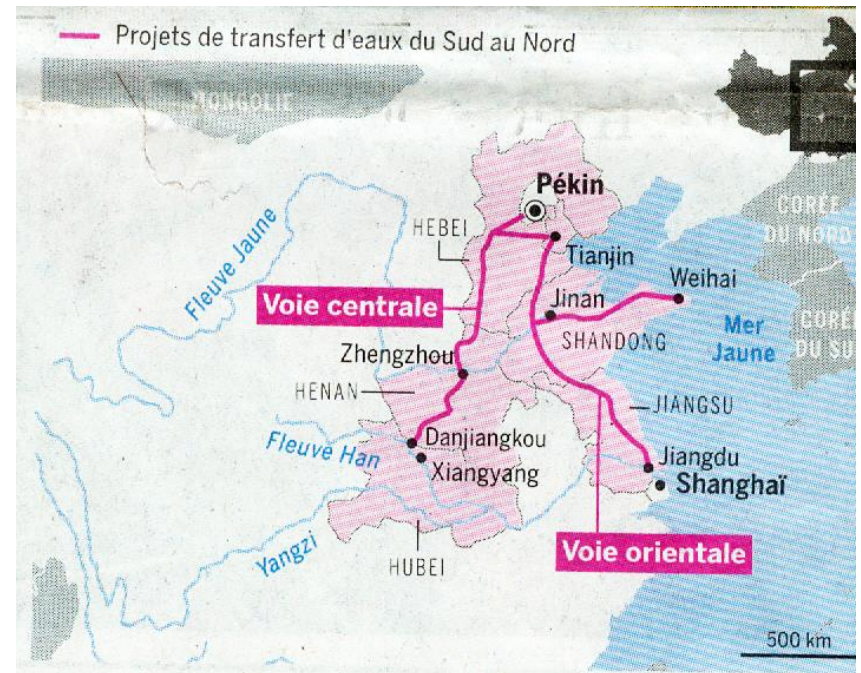 Projets de transfert d'eaux du Sud au Nord
MONGOLIE
Pékin
CORÉE
DU NORD
HEBEI
Tianjin
Fleuve Jaune
Weihai
Jinan
Voie centrale
Mer
Jaune
CORÉE
DU SU
SHANDONG
Zhengzhou
HENAN
JIANGSU
Danjiangkou
Fleuve Han
Xiangyang
Jiangdu
Shanghaï
Yangzi
Voie orientale
HUBEI
500 km